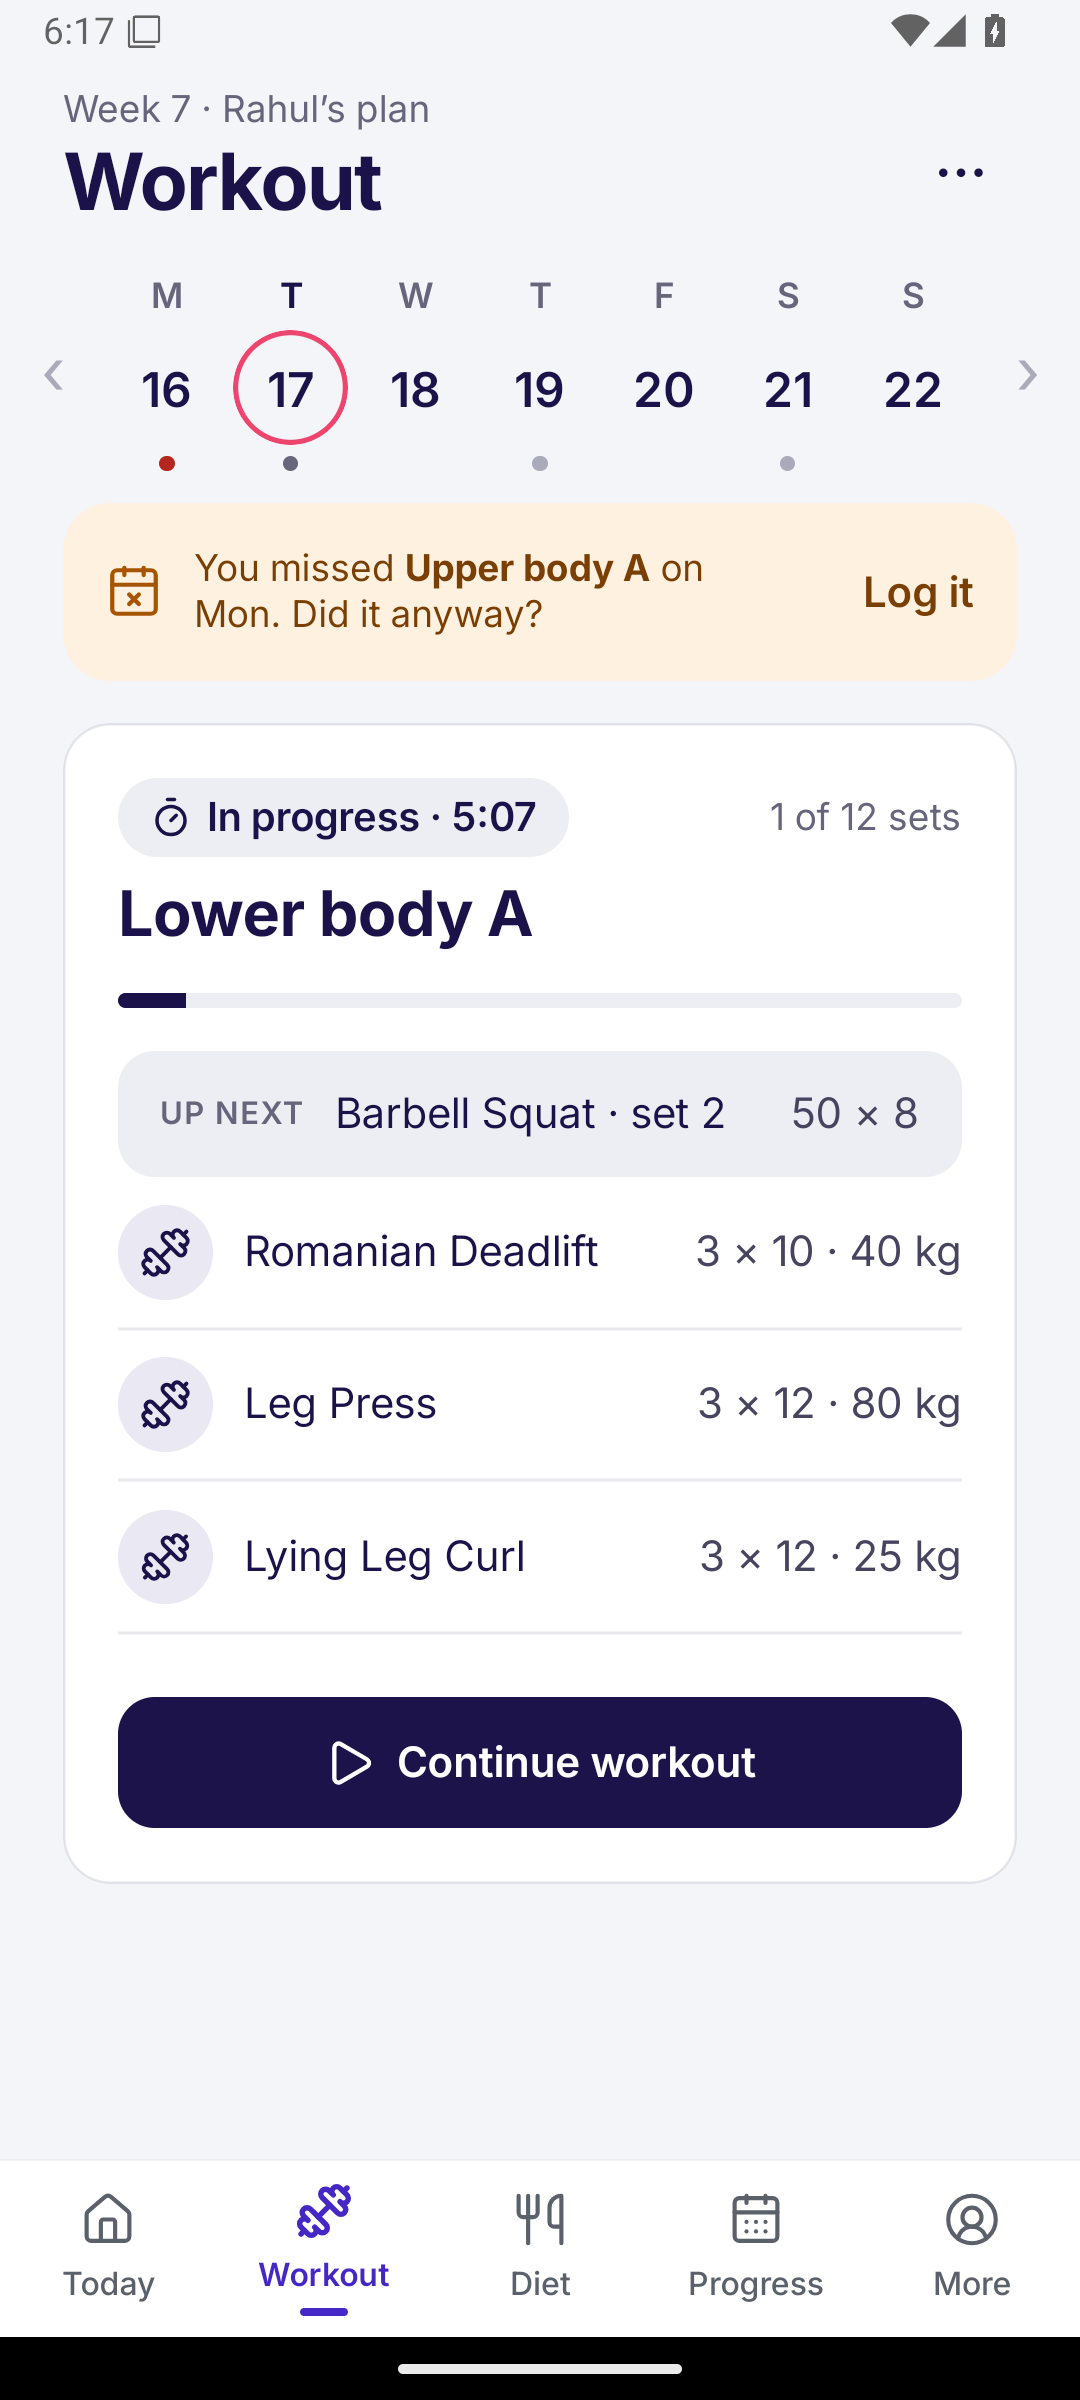 6:17
Week 7 · Rahul’s plan
Workout
M T W T F S S
16 17 18 19 20 21 22
You missed Upper body A on
Mon. Did it anyway?
Log it
In progress · 5:07
1 of 12 sets
Lower body A
UP NEXT Barbell Squat · set 2 50 × 8
Romanian Deadlift 3 × 10 · 40 kg
Leg Press 3 × 12 · 80 kg
Lying Leg Curl 3 × 12 · 25 kg
Continue workout
Today Workout Diet Progress More